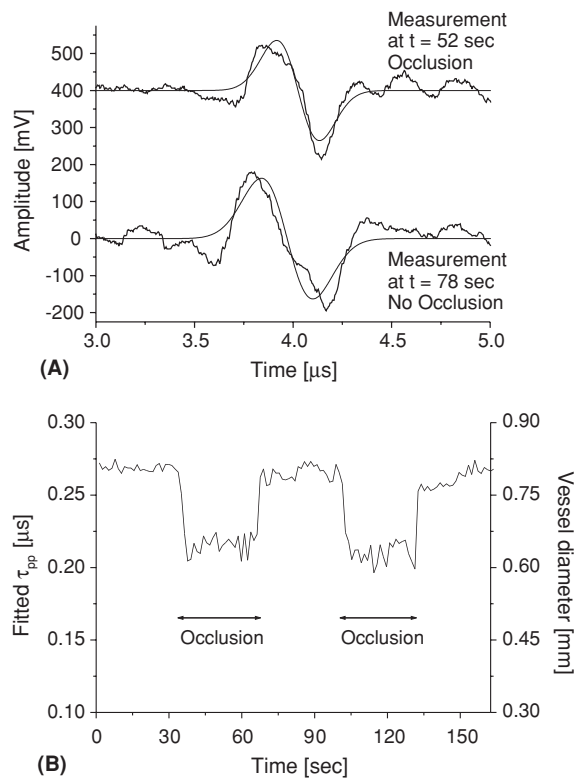 Measurement
at t = 52 sec
Occlusion
500
400
300
200
100
0
-100
-200
Amplitude [mV]
Measurement
at t = 78 sec
No Occlusion
3.0 3.5 4.0 4.5 5.0
(A)
Time [µs]
0.30
0.25
0.20
0.15
0.10
Fitted τpp [µs]
0.90
0.75
0.60
0.45
0.30
Vessel diameter [mm]
Occlusion Occlusion
0 30 60 90 120 150
(B)
Time [sec]